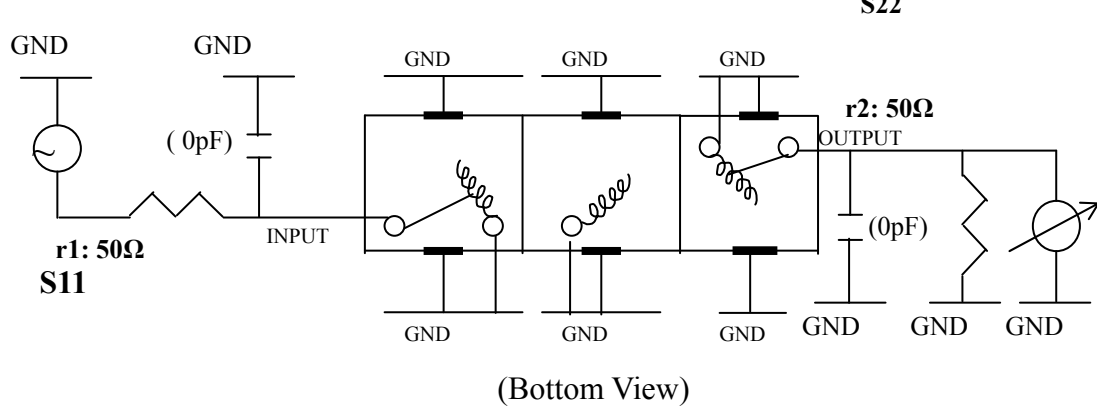 S22
GND
GND
GND
GND
GND
r2: 50Ω
( 0pF)
OUTPUT
INPUT
(0pF)
r1: 50Ω
S11
GND
GND
GND
GND
GND
GND
(Bottom View)